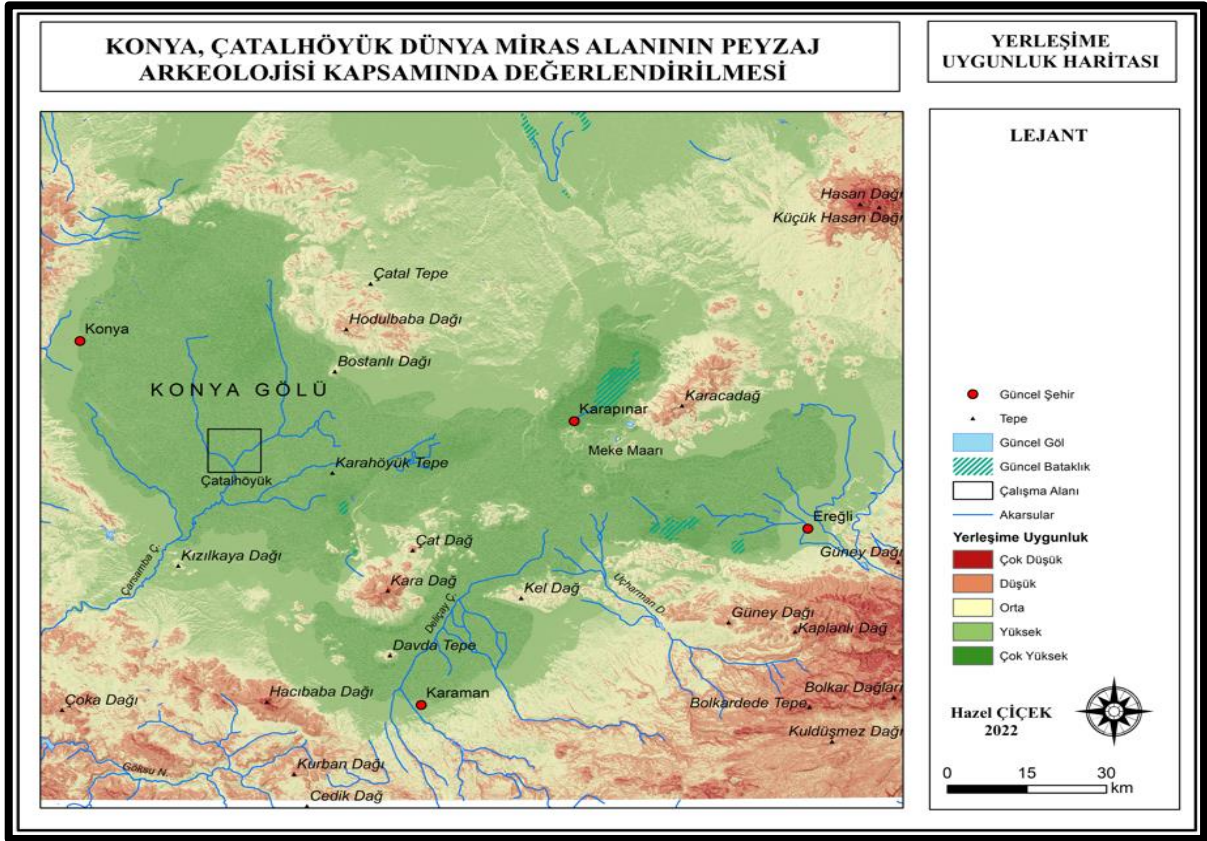 KONYA, ÇATALHÖYÜK DÜNYA MİRAS ALANININ PEYZAJ
ARKEOLOJİSİ KAPSAMINDA DEĞERLENDİRİLMESİ
YERLEŞİME
UYGUNLUK HARİTASI
Hasan Dağı
Küçük Hasan Dağı
Çatal Tepe
Hodulbaba Dağı
Konya
Bostanlı Dağı
KONYA GÖLÜ
Karacadağ
Karapınar
Meke Maarı
Karahöyük Tepe
Çatalhöyük
Ereğli
Güney Dağı
Çat Dağ
Kızılkaya Dağı
Çarşamba Ç.
Kara Dağ
Kel Dağ
Deliçay Ç.
Uçharman D.
Güney Dağı
Kaplanlı Dağ
Davda Tepe
Hacıbaba Dağı
Karaman
Çoka Dağı
Bolkar Dağları
Bolkardede Tepe
Kuldüşmez Dağı
Göksu N.
Kurban Dağı
Cedik Dağ
LEJANT
Güncel Şehir
Tepe
Güncel Göl
Güncel Bataklık
Çalışma Alanı
Akarsular
Yerleşime Uygunluk
Çok Düşük
Düşük
Orta
Yüksek
Çok Yüksek
Hazel ÇİÇEK
2022
0 15 30
km